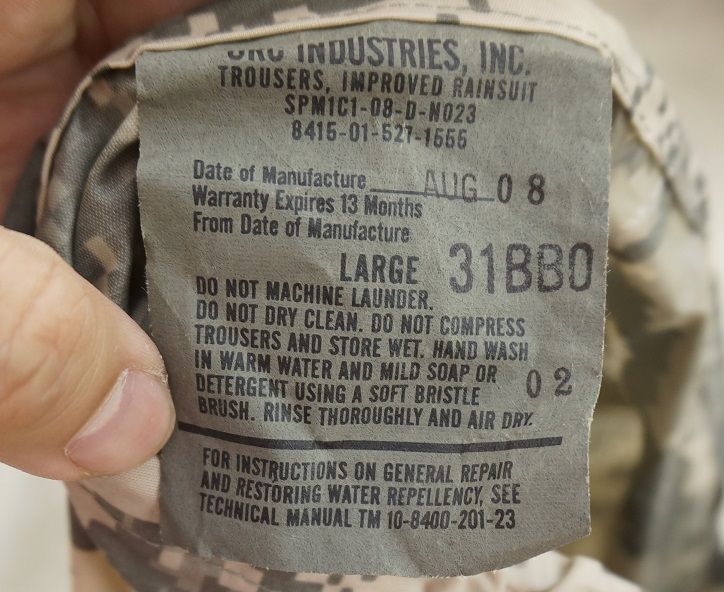 ORC INDUSTRIES, INC.
TROUSERS, IMPROVED RAINSUIT
SPM1C1-08-D-N023
8415-01-527-1555
Date of Manufacture AUG 08
Warranty Expires 13 Months
From Date of Manufacture
LARGE 31BB0
DO NOT MACHINE LAUNDER.
DO NOT DRY CLEAN. DO NOT COMPRESS
TROUSERS AND STORE WET. HAND WASH
IN WARM WATER AND MILD SOAP OR
DETERGENT USING A SOFT BRISTLE 02
BRUSH. RINSE THOROUGHLY AND AIR DRY.
FOR INSTRUCTIONS ON GENERAL REPAIR
AND RESTORING WATER REPELLENCY, SEE
TECHNICAL MANUAL TM 10-8400-201-23